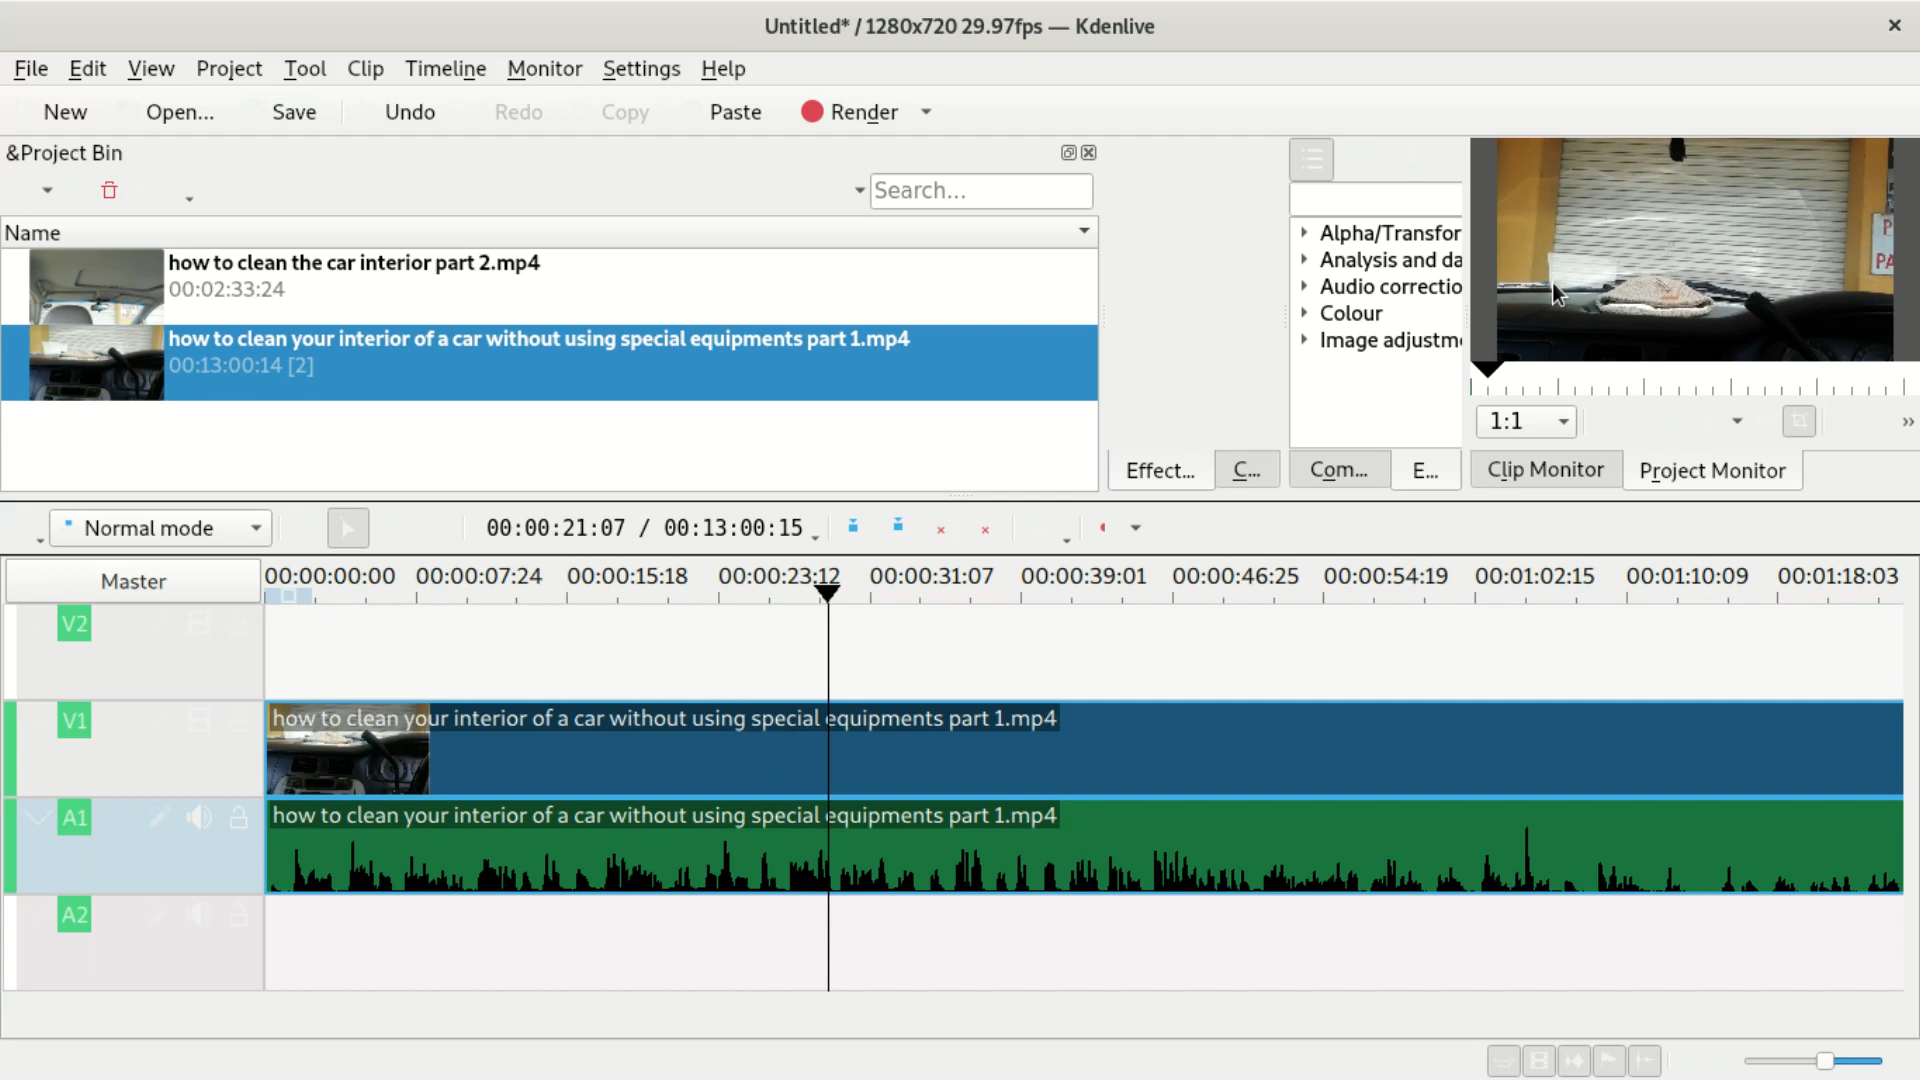 Untitled* / 1280x720 29.97fps — Kdenlive
File Edit View Project Tool Clip Timeline Monitor Settings Help
New Open... Save Undo Redo Copy Paste Render
&Project Bin
Search...
Name
how to clean the car interior part 2.mp4
00:02:33:24
how to clean your interior of a car without using special equipments part 1.mp4
00:13:00:14 [2]
Alpha/Transfor
Analysis and da
Audio correctio
Colour
Image adjustme
P
PA
1:1
»
Effect... C... Com... E... Clip Monitor Project Monitor
Normal mode 00:00:21:07 / 00:13:00:15
Master 00:00:00:00 00:00:07:24 00:00:15:18 00:00:23:12 00:00:31:07 00:00:39:01 00:00:46:25 00:00:54:19 00:01:02:15 00:01:10:09 00:01:18:03
V2
V1 how to clean your interior of a car without using special equipments part 1.mp4
A1 how to clean your interior of a car without using special equipments part 1.mp4
A2